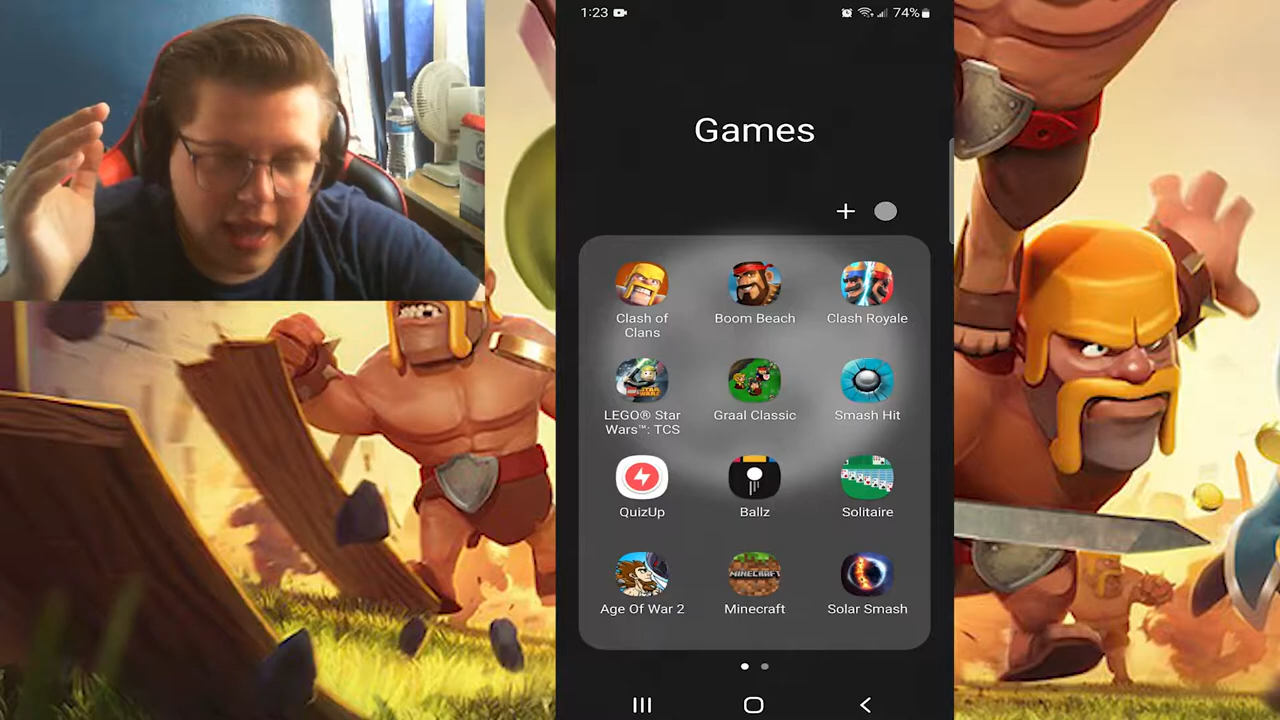 1:23
74%
Games
Clash of
Clans
Boom Beach
Clash Royale
LEGO® Star
Wars™: TCS
Graal Classic
Smash Hit
QuizUp
Ballz
Solitaire
Age Of War 2
MINECRAFT
Minecraft
Solar Smash